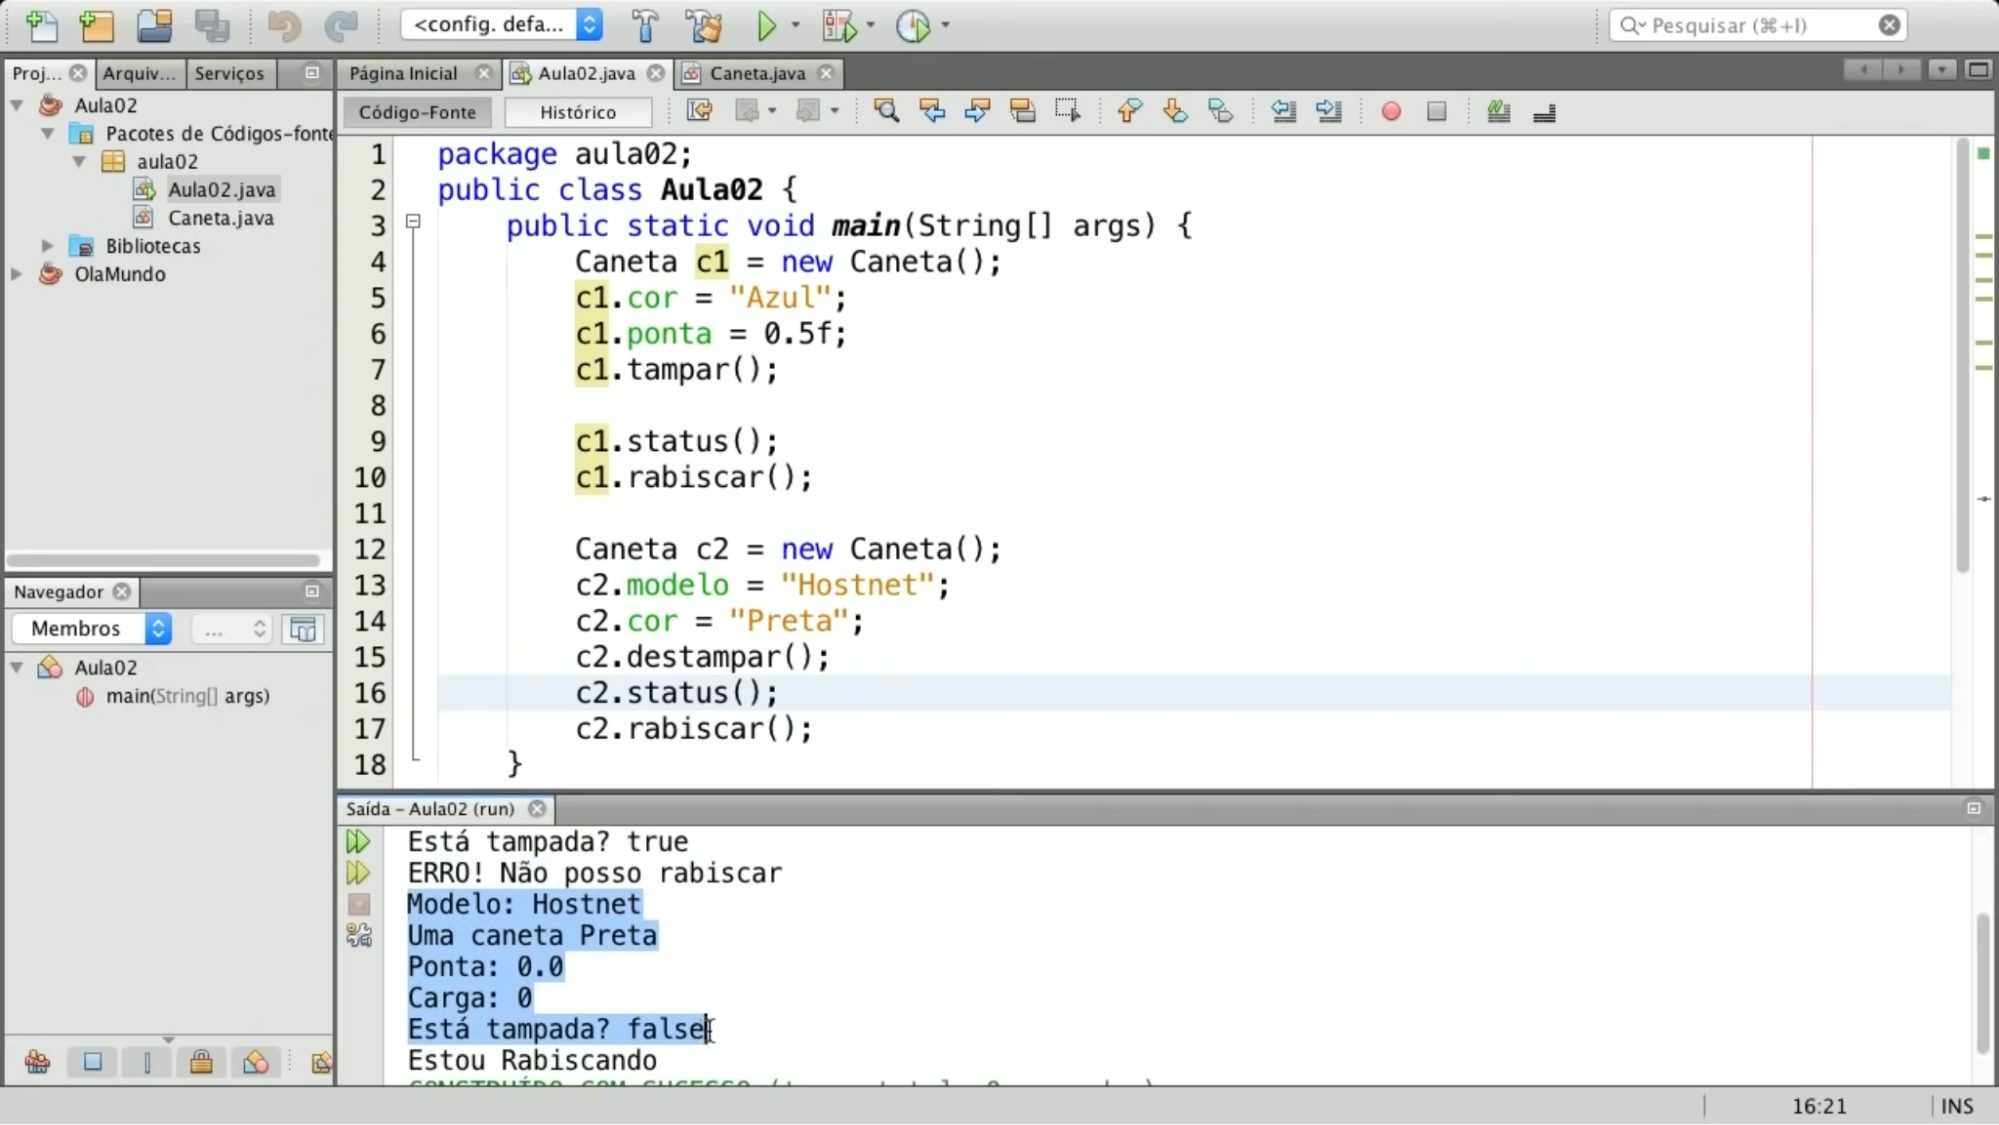 <config. defa...
Pesquisar (⌘+I)
Proj...
Arquiv...
Serviços
Página Inicial
Aula02.java
Caneta.java
Código-Fonte
Histórico
Aula02
Pacotes de Códigos-fonte
aula02
Aula02.java
Caneta.java
Bibliotecas
OlaMundo
1 package aula02;
2 public class Aula02 {
3 public static void main(String[] args) {
4 Caneta c1 = new Caneta();
5 c1.cor = "Azul";
6 c1.ponta = 0.5f;
7 c1.tampar();
8
9 c1.status();
10 c1.rabiscar();
11
12 Caneta c2 = new Caneta();
13 c2.modelo = "Hostnet";
14 c2.cor = "Preta";
15 c2.destampar();
16 c2.status();
17 c2.rabiscar();
18 }
Navegador
Membros
...
Aula02
main(String[] args)
Saída - Aula02 (run)
Está tampada? true
ERRO! Não posso rabiscar
Modelo: Hostnet
Uma caneta Preta
Ponta: 0.0
Carga: 0
Está tampada? false
Estou Rabiscando
CONSTRUÍDO COM SUCESSO
16:21
INS